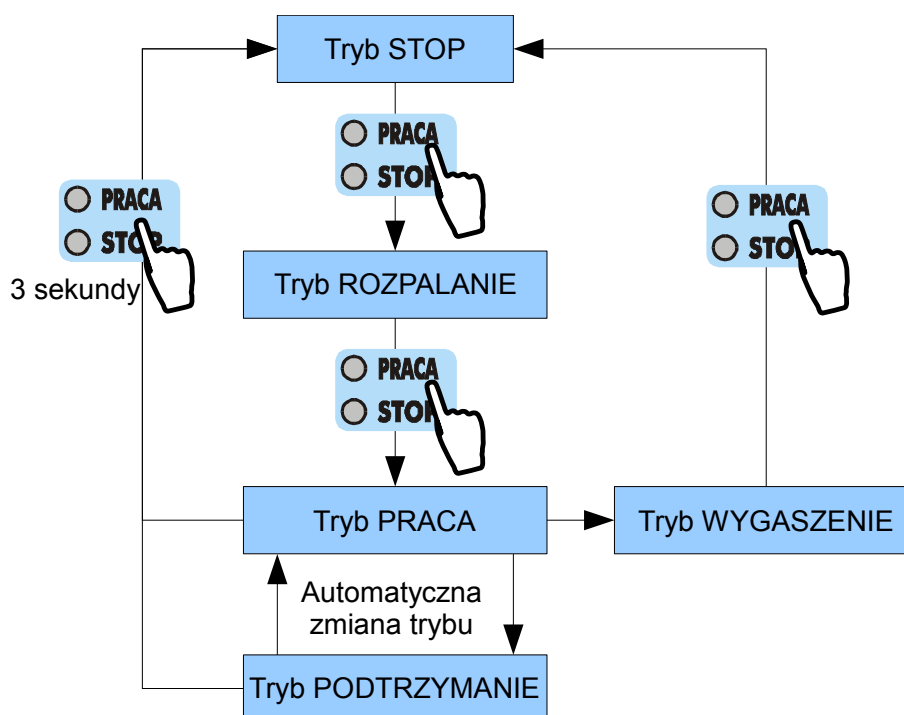 Tryb STOP
PRACA
STOP
PRACA
STOP
3 sekundy
PRACA
STOP
Tryb ROZPALANIE
PRACA
STOP
Tryb PRACA
Tryb WYGASZENIE
Automatyczna
zmiana trybu
Tryb PODTRZYMANIE